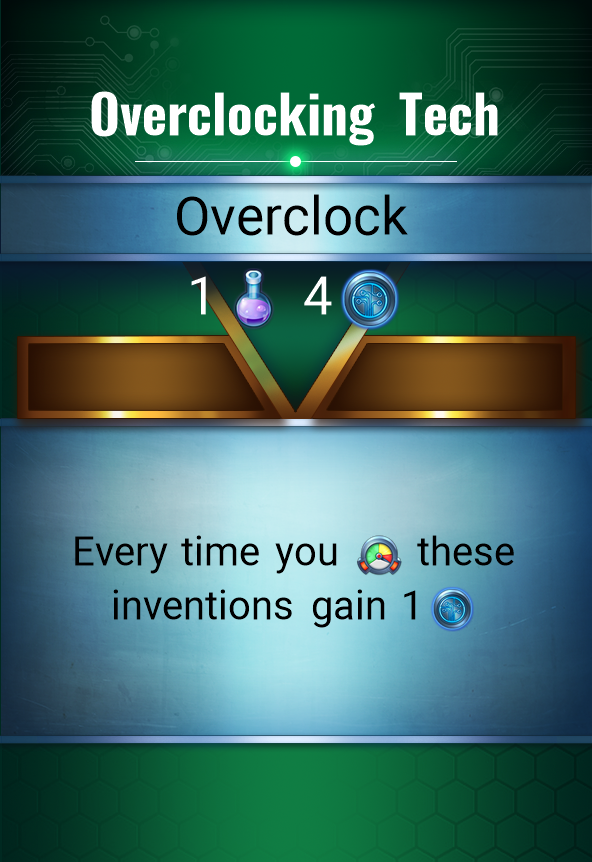 Overclocking Tech
Overclock
1 4
Every time you these
inventions gain 1